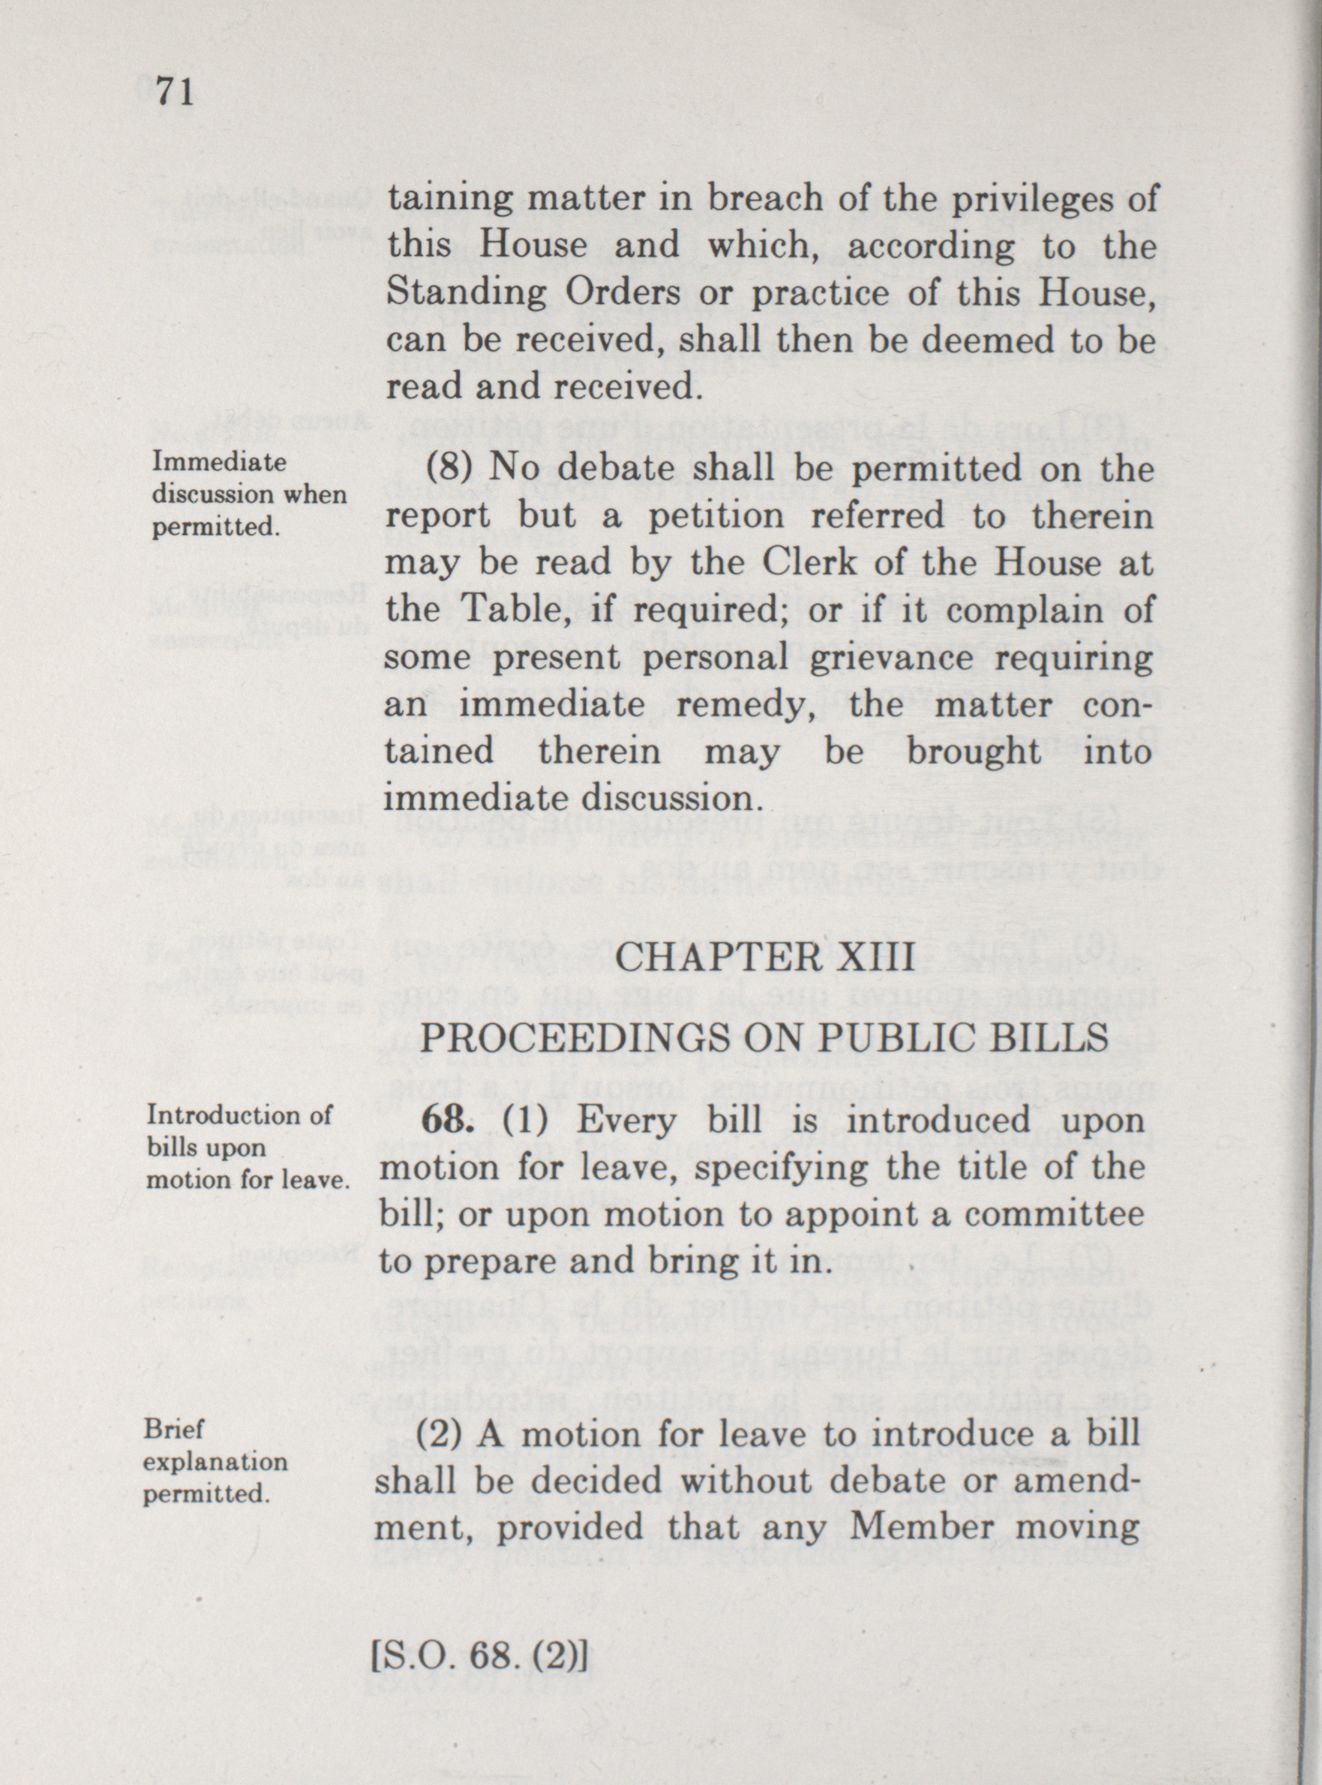 71
taining matter in breach of the privileges of
this House and which, according to the
Standing Orders or practice of this House,
can be received, shall then be deemed to be
read and received.
Immediate
discussion when
permitted.
(8) No debate shall be permitted on the
report but a petition referred to therein
may be read by the Clerk of the House at
the Table, if required; or if it complain of
some present personal grievance requiring
an immediate remedy, the matter con-
tained therein may be brought into
immediate discussion.
CHAPTER XIII
PROCEEDINGS ON PUBLIC BILLS
Introduction of
bills upon
motion for leave.
68. (1) Every bill is introduced upon
motion for leave, specifying the title of the
bill; or upon motion to appoint a committee
to prepare and bring it in.
Brief
explanation
permitted.
(2) A motion for leave to introduce a bill
shall be decided without debate or amend-
ment, provided that any Member moving
[S.O. 68. (2)]